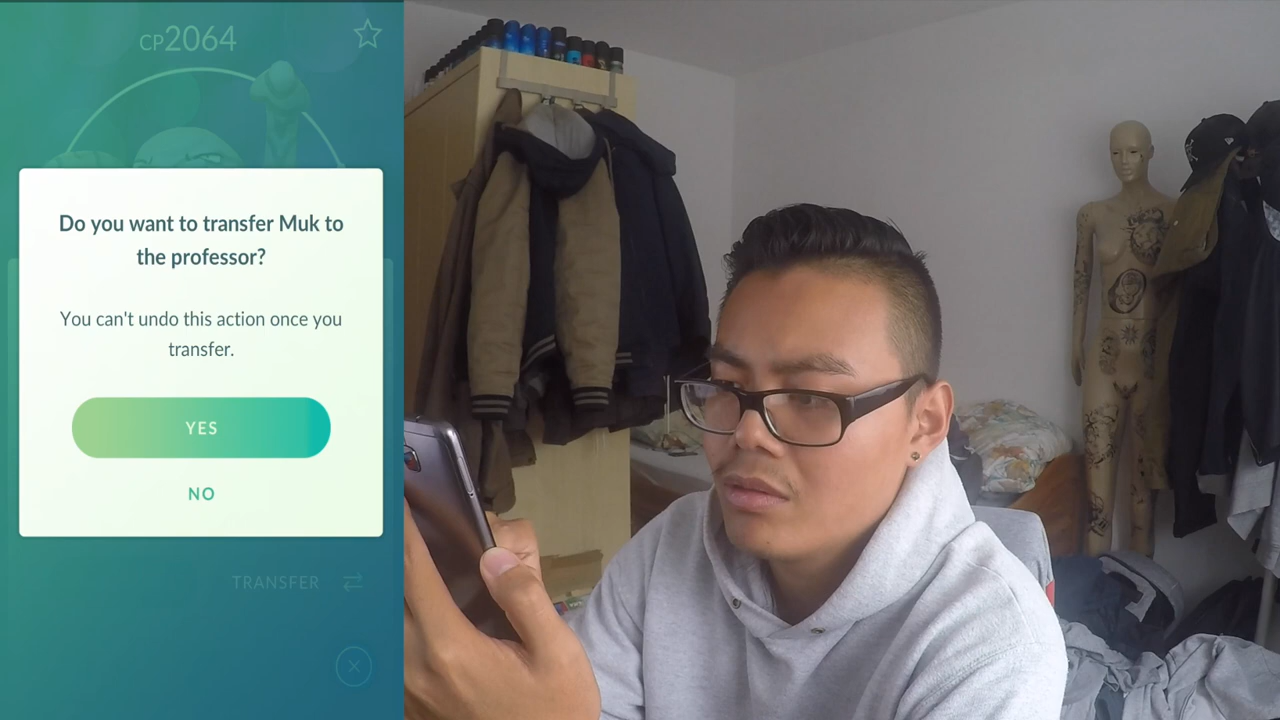 CP2064
Do you want to transfer Muk to
the professor?
You can't undo this action once you
transfer.
YES
NO
TRANSFER